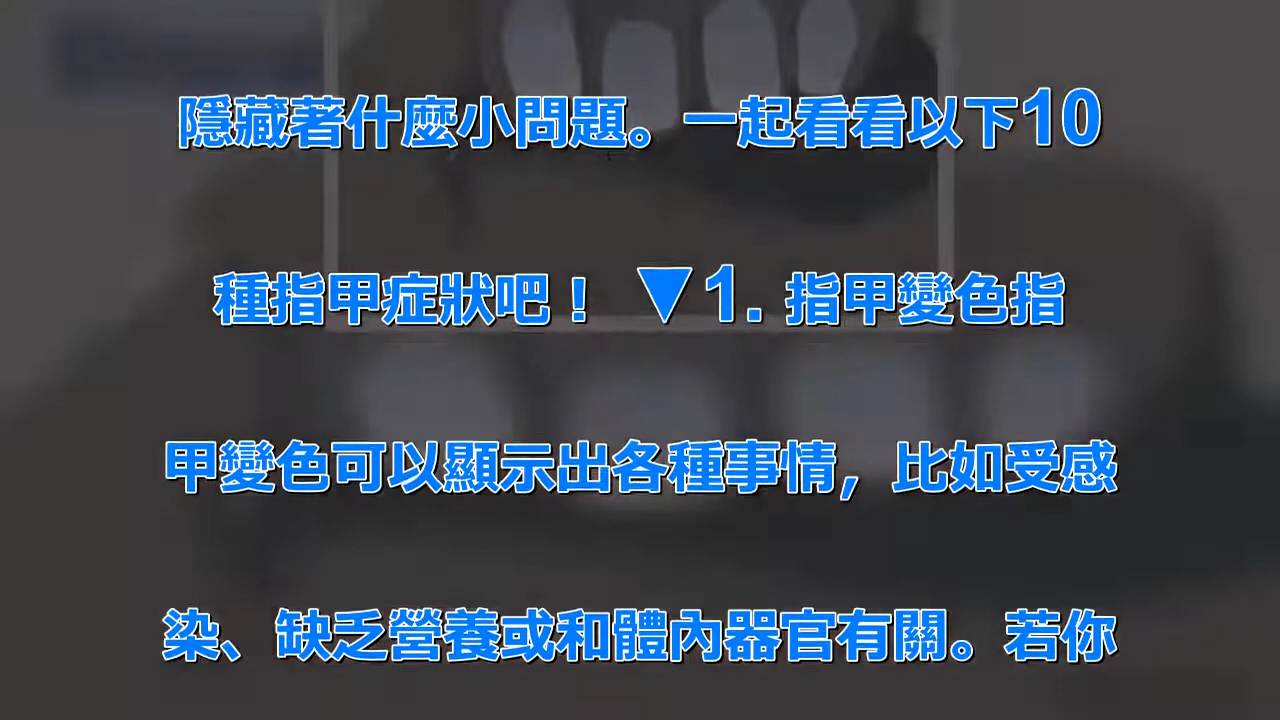 隱藏著什麼小問題。一起看看以下10
種指甲症狀吧！ ▼1. 指甲變色指
甲變色可以顯示出各種事情，比如受感
染、缺乏營養或和體內器官有關。若你